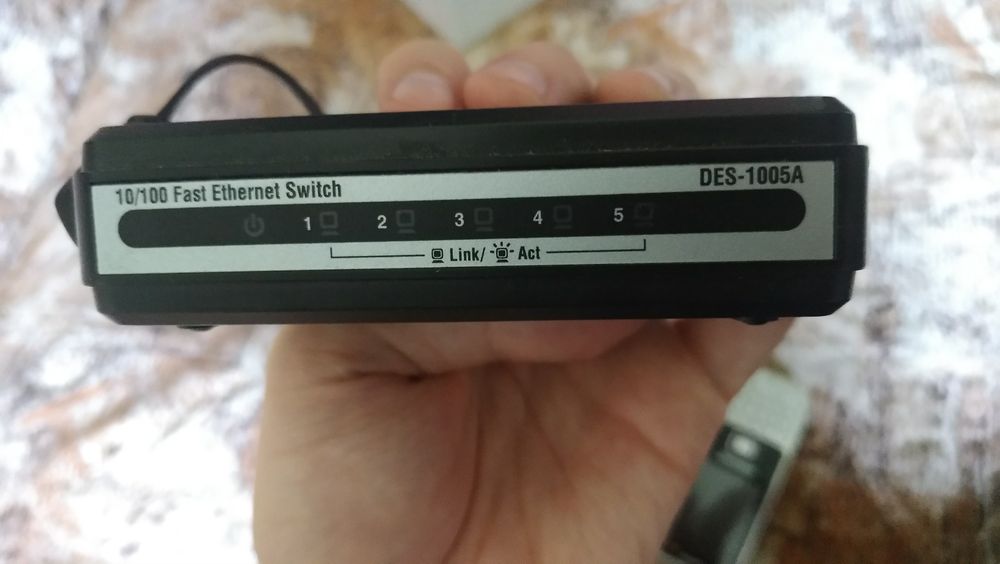 10/100 Fast Ethernet Switch
DES-1005A
1 2 3 4 5
Link/ Act